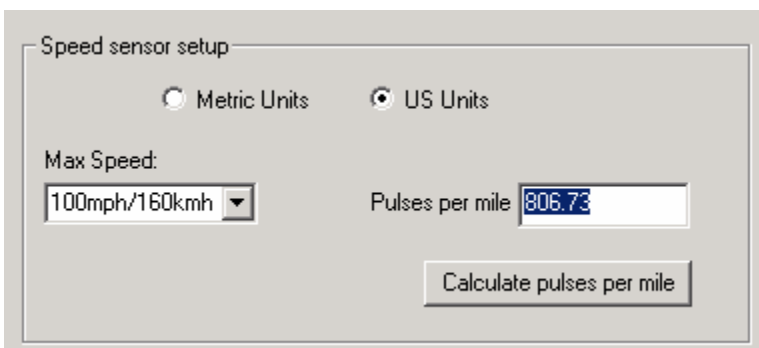 Speed sensor setup
Metric Units US Units
Max Speed:
100mph/160kmh Pulses per mile 806.73
Calculate pulses per mile